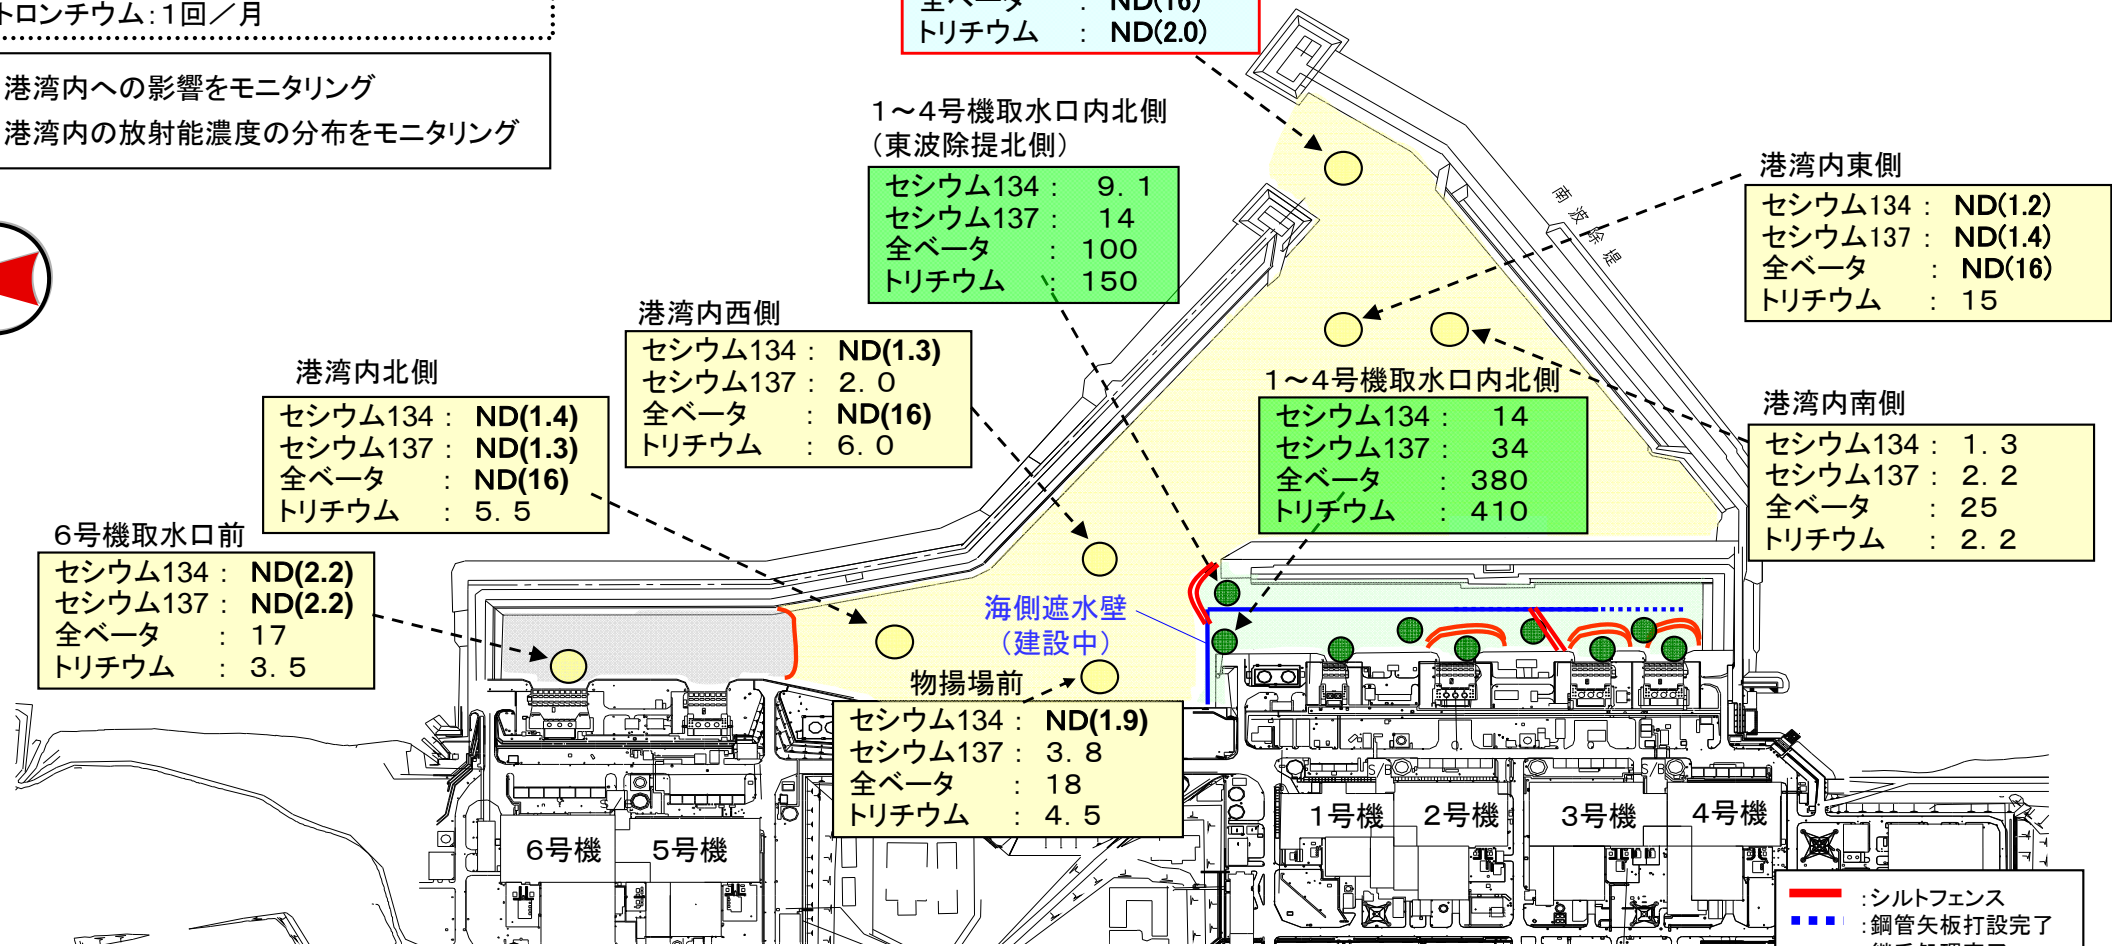 トロンチウム：1回／月
港湾内への影響をモニタリング
港湾内の放射能濃度の分布をモニタリング
全ベータ ： ND(16)
トリチウム ： ND(2.0)
1～4号機取水口内北側
（東波除提北側）
セシウム134： 9.1
セシウム137： 14
全ベータ ： 100
トリチウム ： 150
港湾内東側
セシウム134： ND(1.2)
セシウム137： ND(1.4)
全ベータ ： ND(16)
トリチウム ： 15
南波除堤
港湾内西側
セシウム134： ND(1.3)
セシウム137： 2.0
全ベータ ： ND(16)
トリチウム ： 6.0
港湾内北側
セシウム134： ND(1.4)
セシウム137： ND(1.3)
全ベータ ： ND(16)
トリチウム ： 5.5
1～4号機取水口内北側
セシウム134： 14
セシウム137： 34
全ベータ ： 380
トリチウム ： 410
港湾内南側
セシウム134： 1.3
セシウム137： 2.2
全ベータ ： 25
トリチウム ： 2.2
6号機取水口前
セシウム134： ND(2.2)
セシウム137： ND(2.2)
全ベータ ： 17
トリチウム ： 3.5
海側遮水壁
（建設中）
物揚場前
セシウム134： ND(1.9)
セシウム137： 3.8
全ベータ ： 18
トリチウム ： 4.5
S/B
S/B
1号機 2号機 3号機 4号機
6号機 5号機
：シルトフェンス
：鋼管矢板打設完了